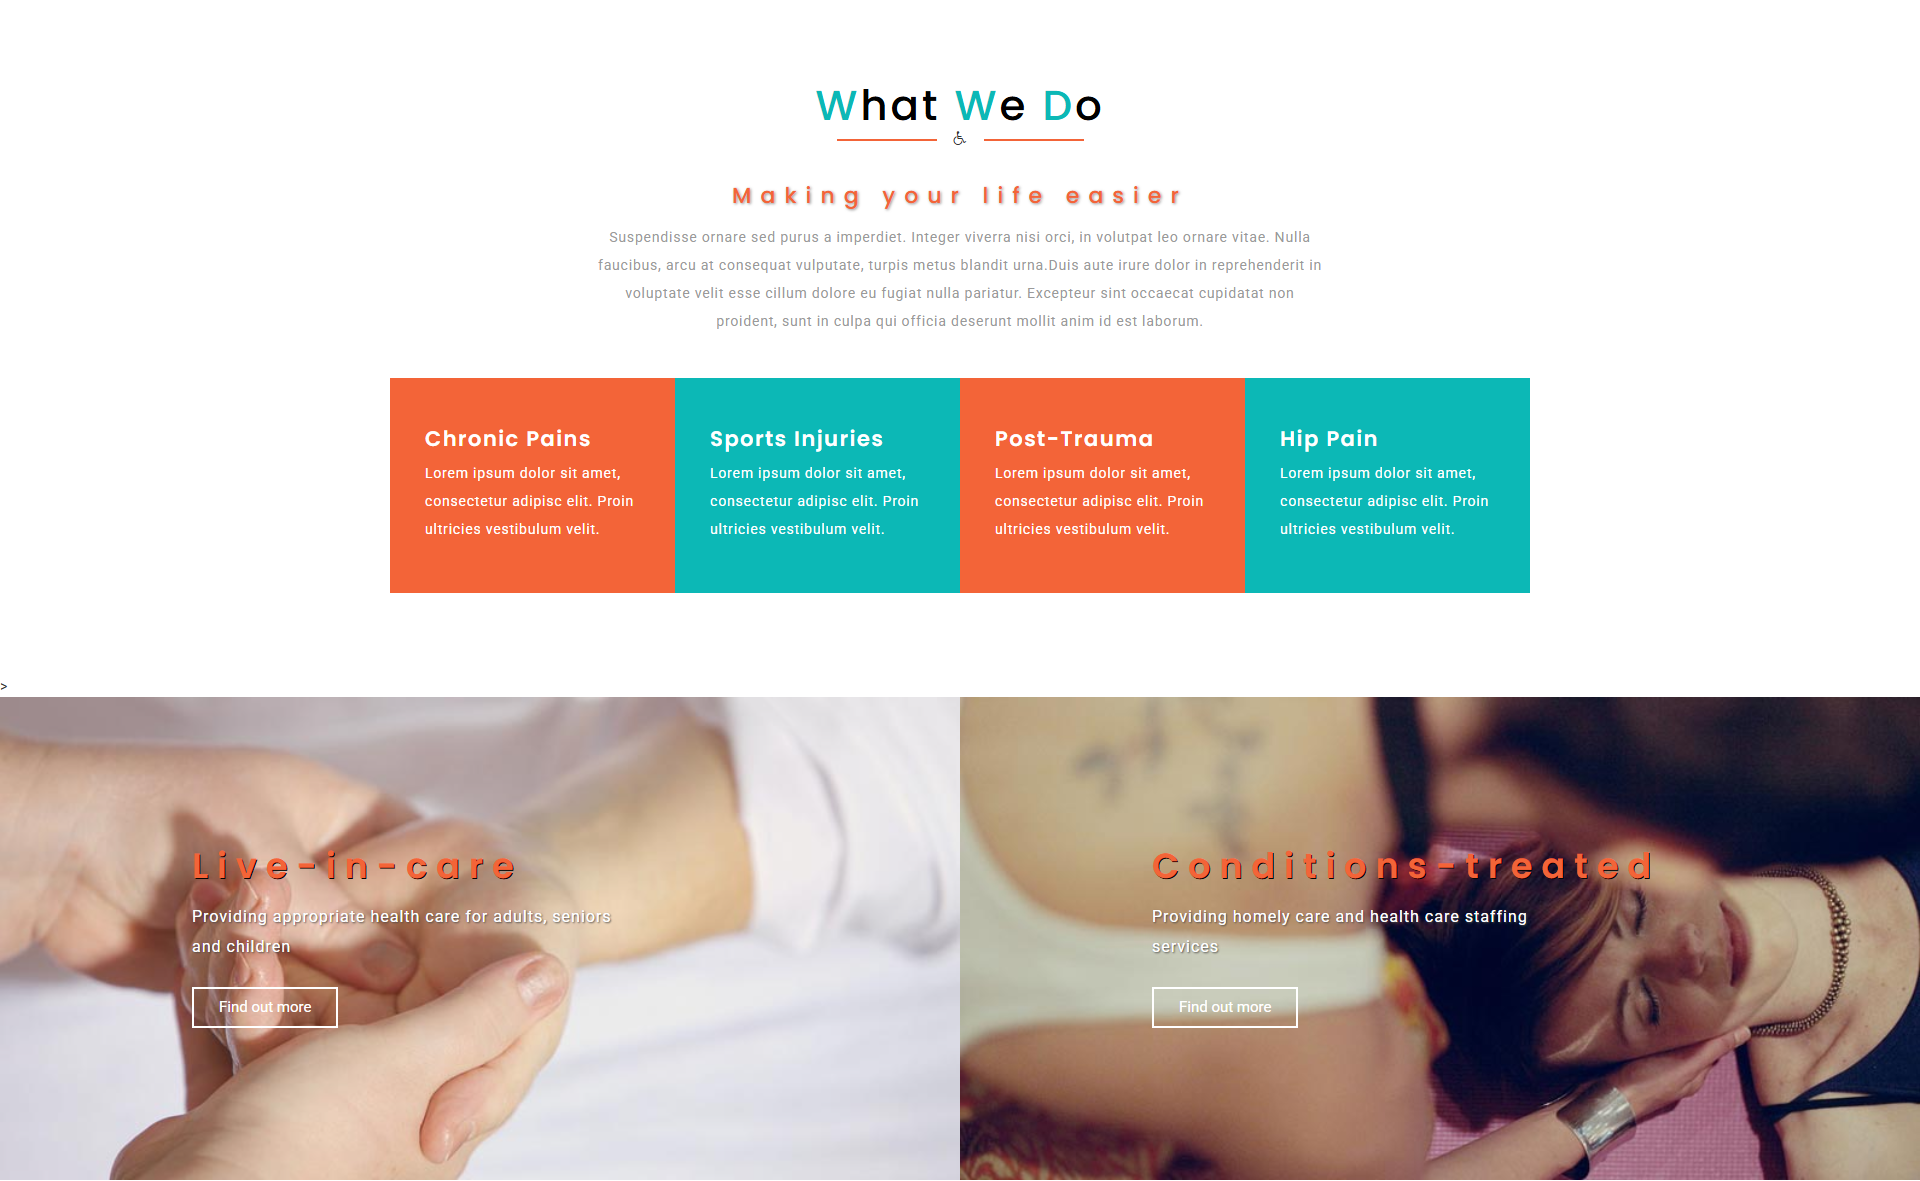 What We Do
Making your life easier
Suspendisse ornare sed purus a imperdiet. Integer viverra nisi orci, in volutpat leo ornare vitae. Nulla
faucibus, arcu at consequat vulputate, turpis metus blandit urna.Duis aute irure dolor in reprehenderit in
voluptate velit esse cillum dolore eu fugiat nulla pariatur. Excepteur sint occaecat cupidatat non
proident, sunt in culpa qui officia deserunt mollit anim id est laborum.
Chronic Pains
Lorem ipsum dolor sit amet,
consectetur adipisc elit. Proin
ultricies vestibulum velit.
Sports Injuries
Lorem ipsum dolor sit amet,
consectetur adipisc elit. Proin
ultricies vestibulum velit.
Post-Trauma
Lorem ipsum dolor sit amet,
consectetur adipisc elit. Proin
ultricies vestibulum velit.
Hip Pain
Lorem ipsum dolor sit amet,
consectetur adipisc elit. Proin
ultricies vestibulum velit.
>
Live-in-care
Providing appropriate health care for adults, seniors
and children
Find out more
Conditions-treated
Providing homely care and health care staffing
services
Find out more